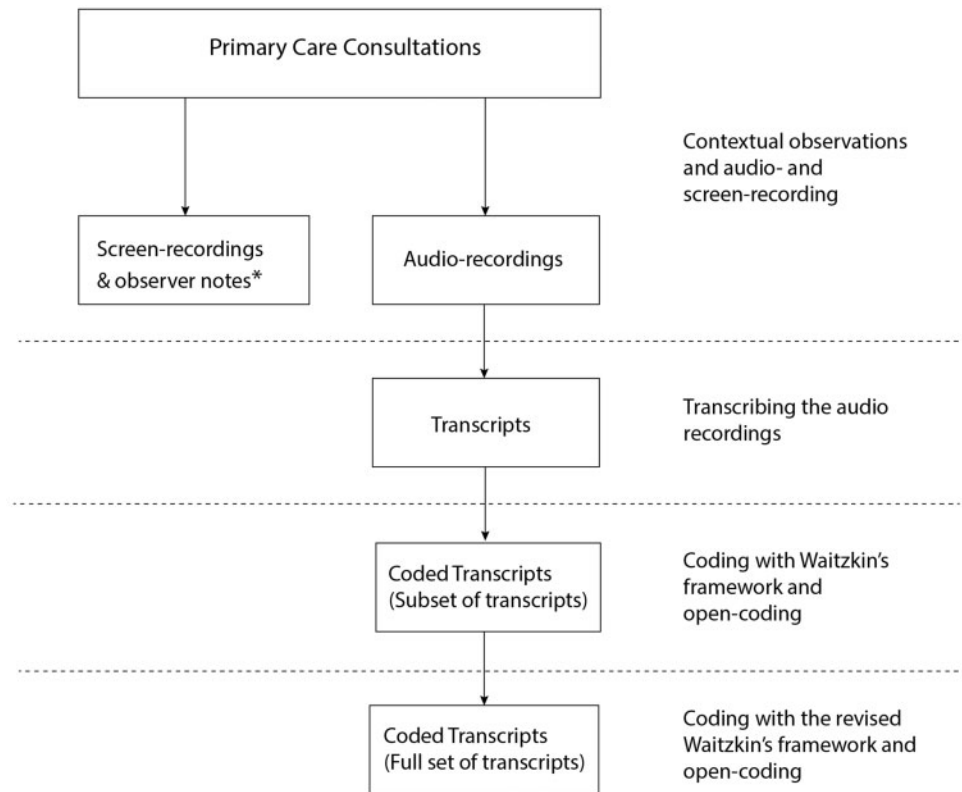 Primary Care Consultations
Contextual observations
and audio- and
screen-recording
Screen-recordings
& observer notes*
Audio-recordings
Transcripts
Transcribing the audio
recordings
Coded Transcripts
(Subset of transcripts)
Coding with Waitzkin's
framework and
open-coding
Coded Transcripts
(Full set of transcripts)
Coding with the revised
Waitzkin's framework and
open-coding